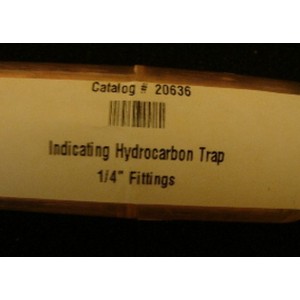 Catalog # 20636
Indicating Hydrocarbon Trap
1/4" Fittings